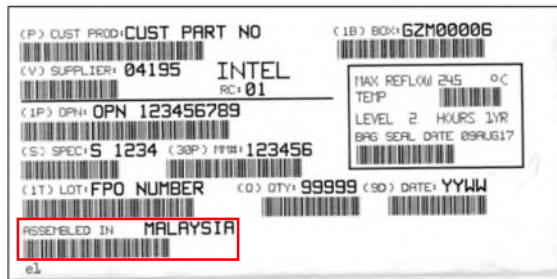 (P) CUST PROD: CUST PART NO (1B) BOX: GZM00006
(V) SUPPLIER: 04195 INTEL
RC: 01
MAX REFLOW 245 °C
TEMP
(1P) OPN: OPN 123456789
LEVEL 2 HOURS 1YR
BAG SEAL DATE 09AUG17
(S) SPEC: S 1234 (30P) MM#: 123456
(1T) LOT: FPO NUMBER (Q) QTY: 99999 (9D) DATE: YYWW
ASSEMBLED IN MALAYSIA
e1